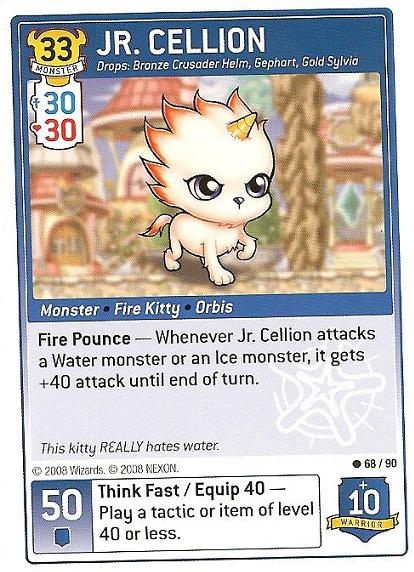 33
MONSTER
JR. CELLION
Drops: Bronze Crusader Helm, Gephart, Gold Sylvia
+30
30
Monster • Fire Kitty • Orbis
Fire Pounce — Whenever Jr. Cellion attacks
a Water monster or an Ice monster, it gets
+40 attack until end of turn.
This kitty REALLY hates water.
© 2008 Wizards. © 2008 NEXON.
● 68 / 90
50
Think Fast / Equip 40 —
Play a tactic or item of level
40 or less.
+
10
WARRIOR